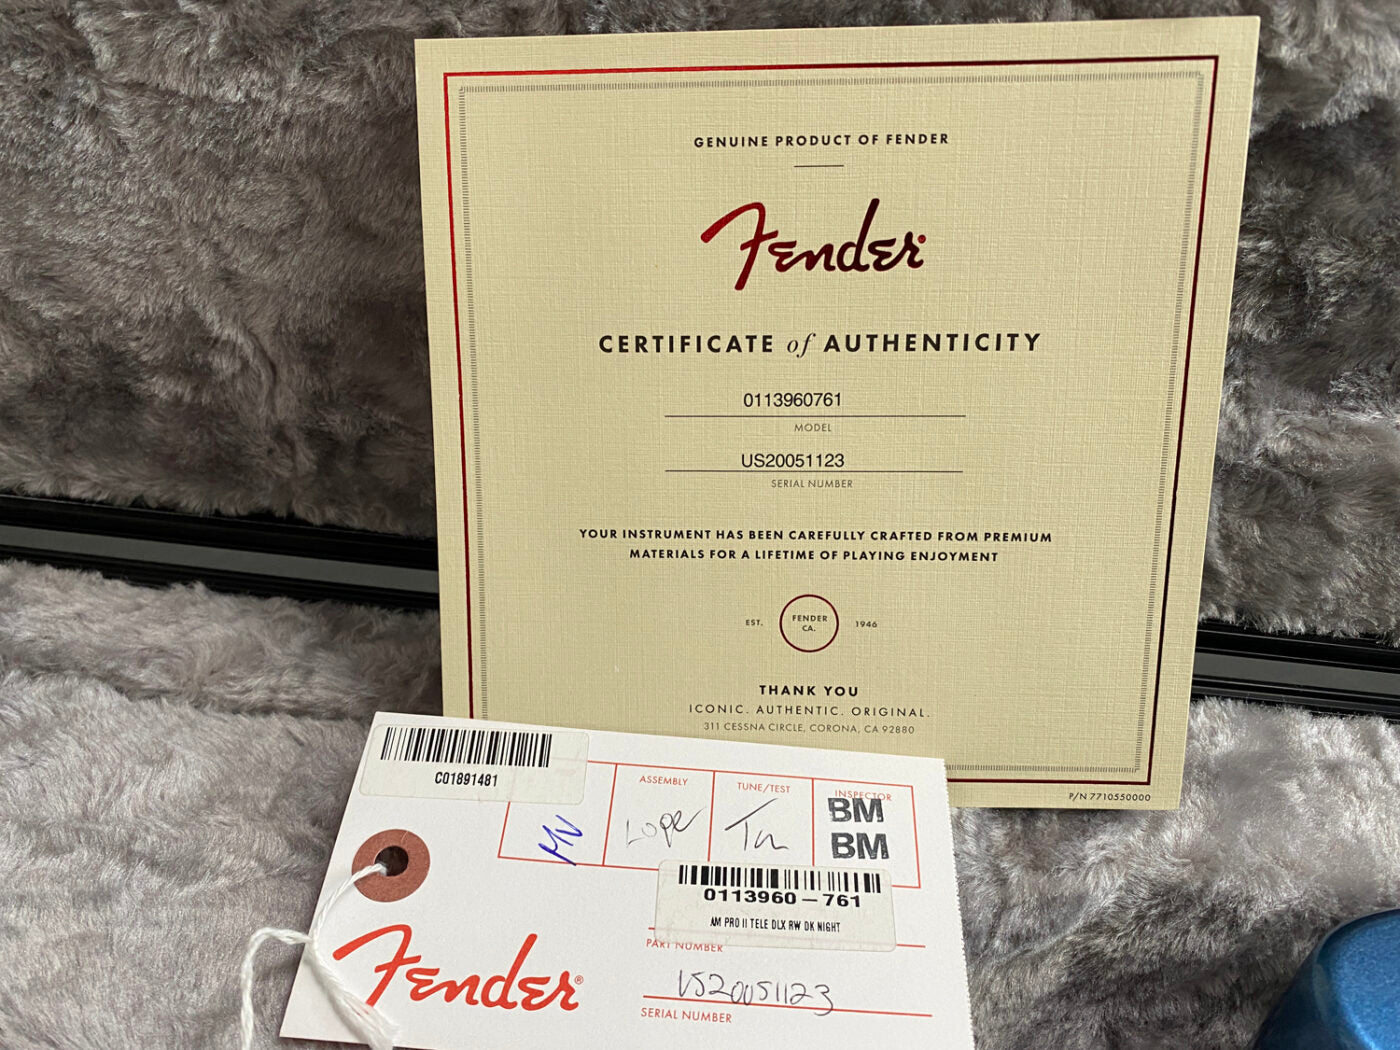 GENUINE PRODUCT OF FENDER
Fender®
CERTIFICATE of AUTHENTICITY
0113960761
MODEL
US20051123
SERIAL NUMBER
YOUR INSTRUMENT HAS BEEN CAREFULLY CRAFTED FROM PREMIUM
MATERIALS FOR A LIFETIME OF PLAYING ENJOYMENT
EST. FENDER CA. 1946
THANK YOU
ICONIC. AUTHENTIC. ORIGINAL.
311 CESSNA CIRCLE, CORONA, CA 92880
P/N 7710550000
C01891481
ASSEMBLY
TUNE/TEST
INSPECTOR
MV
Lope
BM
BM
0113960-761
AM PRO II TELE DLX RW DK NIGHT
PART NUMBER
US20051123
SERIAL NUMBER
Fender®